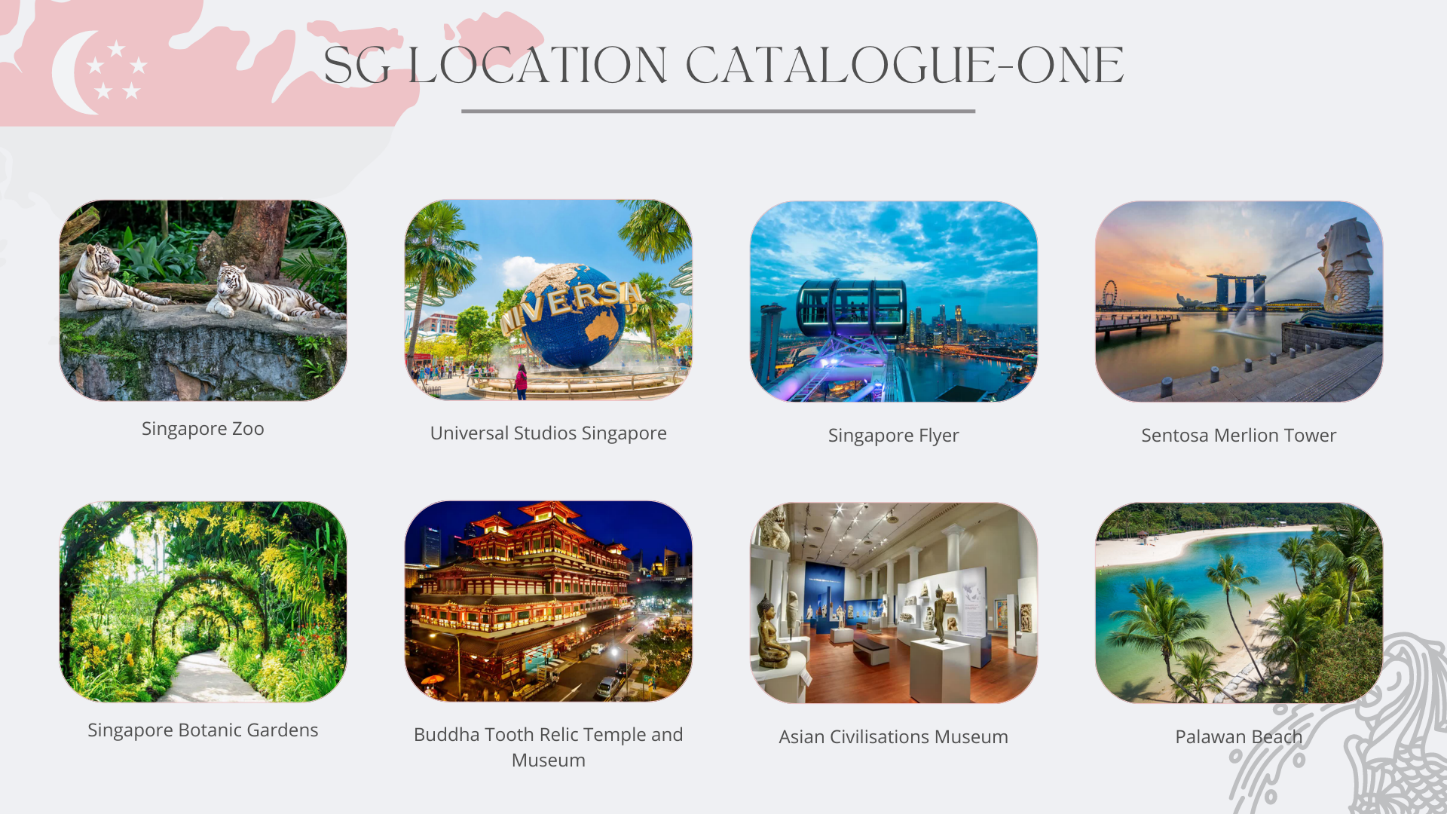 SG LOCATION CATALOGUE-ONE
IVERSA
Singapore Zoo
Universal Studios Singapore
Singapore Flyer
Sentosa Merlion Tower
Singapore Botanic Gardens
Buddha Tooth Relic Temple and
Museum
Asian Civilisations Museum
Palawan Beach